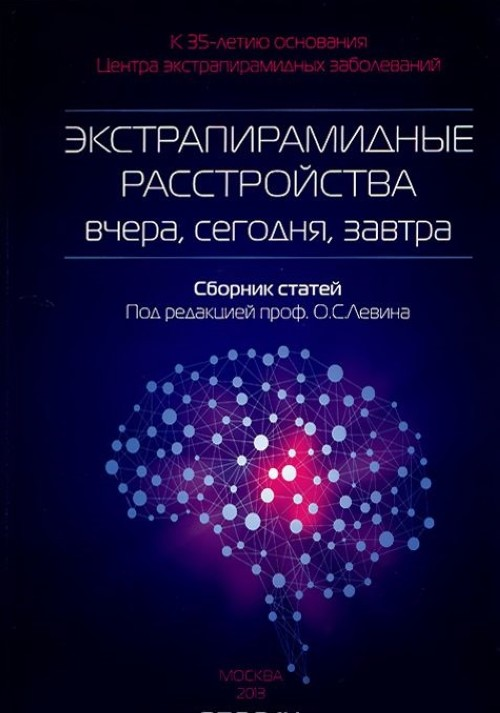 К 35-летию основания
Центра экстрапирамидных заболеваний
ЭКСТРАПИРАМИДНЫЕ
РАССТРОЙСТВА
вчера, сегодня, завтра
Сборник статей
Под редакцией проф. О.С.Левина
МОСКВА
2013